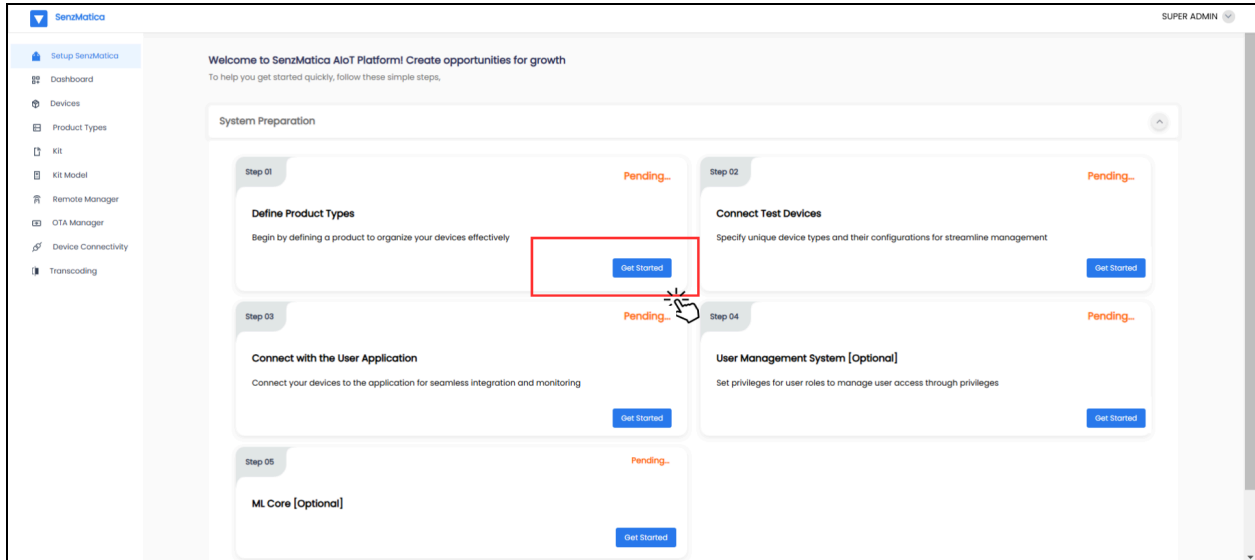 SenzMatica
SUPER ADMIN
Setup SenzMatica
Dashboard
Devices
Product Types
Kit
Kit Model
Remote Manager
OTA Manager
Device Connectivity
Transcoding
Welcome to SenzMatica AIoT Platform! Create opportunities for growth
To help you get started quickly, follow these simple steps,
System Preparation
Step 01
Pending...
Define Product Types
Begin by defining a product to organize your devices effectively
Get Started
Step 02
Pending...
Connect Test Devices
Specify unique device types and their configurations for streamline management
Get Started
Step 03
Pending...
Connect with the User Application
Connect your devices to the application for seamless integration and monitoring
Get Started
Step 04
Pending...
User Management System [Optional]
Set privileges for user roles to manage user access through privileges
Get Started
Step 05
Pending...
ML Core [Optional]
Get Started